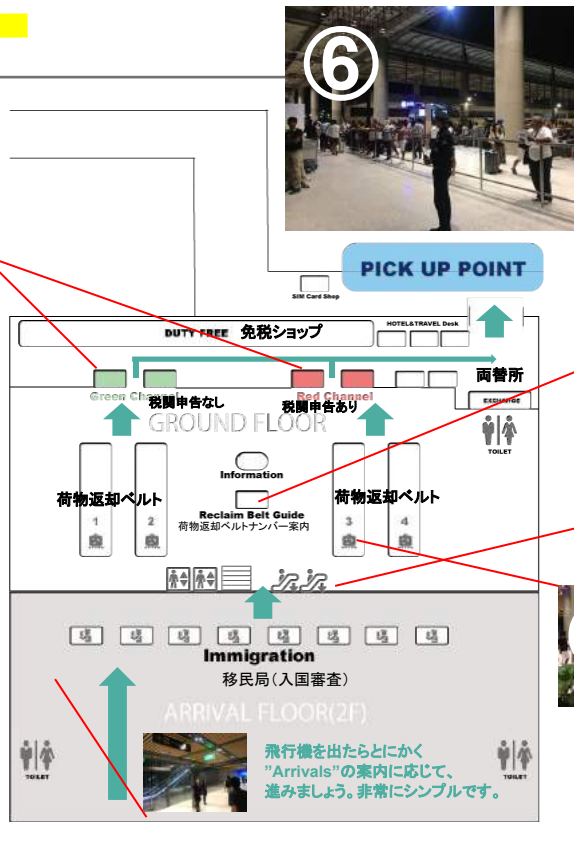 ⑥
PICK UP POINT
SIM Card Shop
HOTEL&TRAVEL Desk
DUTY FREE 免税ショップ
両替所
Green Channel
Red Channel
税関申告なし
税関申告あり
EXCHANGE
GROUND FLOOR
TOILET
Information
荷物返却ベルト
荷物返却ベルト
Reclaim Belt Guide
荷物返却ベルトナンバー案内
1
2
3
4
Immigration
移民局（入国審査）
ARRIVAL FLOOR(2F)
TOILET
TOILET
飛行機を出たらとにかく
”Arrivals”の案内に応じて、
進みましょう。非常にシンプルです。